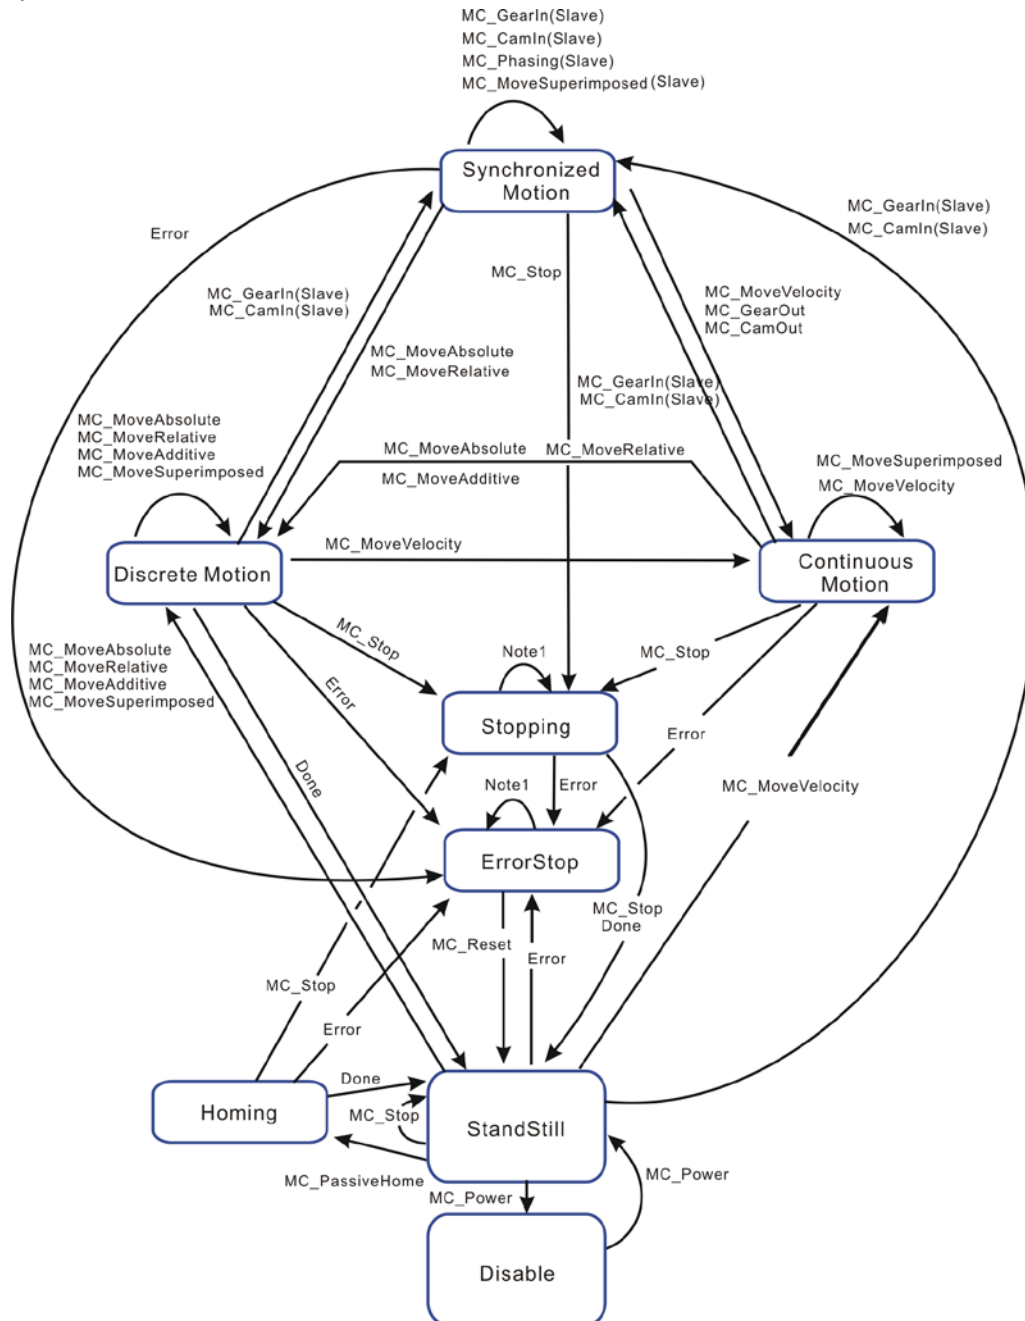 MC_GearIn(Slave)
MC_CamIn(Slave)
MC_Phasing(Slave)
MC_MoveSuperimposed (Slave)
Synchronized
Motion
MC_GearIn(Slave)
MC_CamIn(Slave)
Error
MC_Stop
MC_GearIn(Slave)
MC_CamIn(Slave)
MC_MoveVelocity
MC_GearOut
MC_CamOut
MC_MoveAbsolute
MC_MoveRelative
MC_GearIn(Slave)
MC_CamIn(Slave)
MC_MoveAbsolute
MC_MoveRelative
MC_MoveAdditive
MC_MoveSuperimposed
MC_MoveAbsolute
MC_MoveRelative
MC_MoveAdditive
MC_MoveSuperimposed
MC_MoveVelocity
MC_MoveVelocity
Discrete Motion
Continuous
Motion
MC_Stop
Note1
MC_Stop
MC_MoveAbsolute
MC_MoveRelative
MC_MoveAdditive
MC_MoveSuperimposed
Error
Stopping
Error
Done
Note1
Error
MC_MoveVelocity
ErrorStop
MC_Stop
Done
MC_Reset
Error
MC_Stop
Error
Done
Homing
MC_Stop
StandStill
MC_PassiveHome
MC_Power
MC_Power
Disable